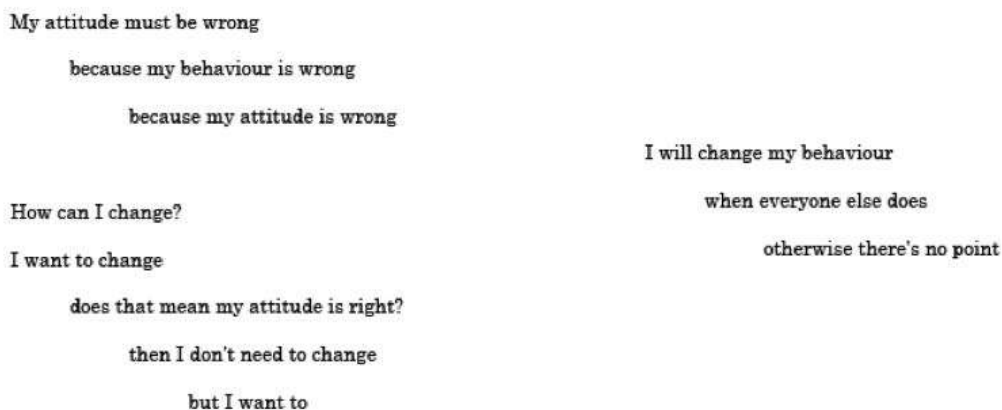 My attitude must be wrong
because my behaviour is wrong
because my attitude is wrong
I will change my behaviour
when everyone else does
otherwise there's no point
How can I change?
I want to change
does that mean my attitude is right?
then I don't need to change
but I want to